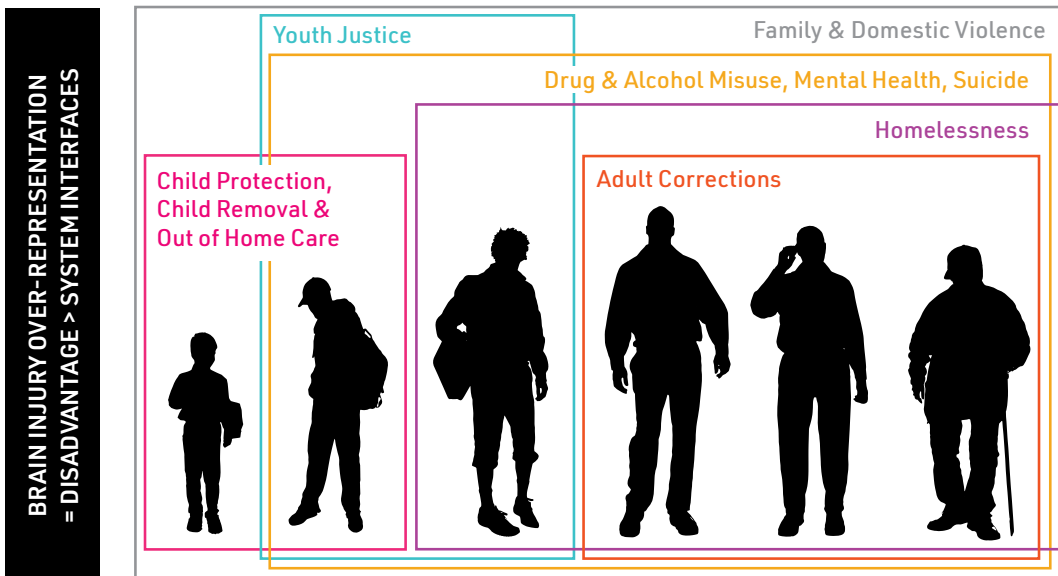 BRAIN INJURY OVER-REPRESENTATION
= DISADVANTAGE > SYSTEM INTERFACES
Youth Justice
Family & Domestic Violence
Drug & Alcohol Misuse, Mental Health, Suicide
Homelessness
Child Protection,
Child Removal &
Out of Home Care
Adult Corrections